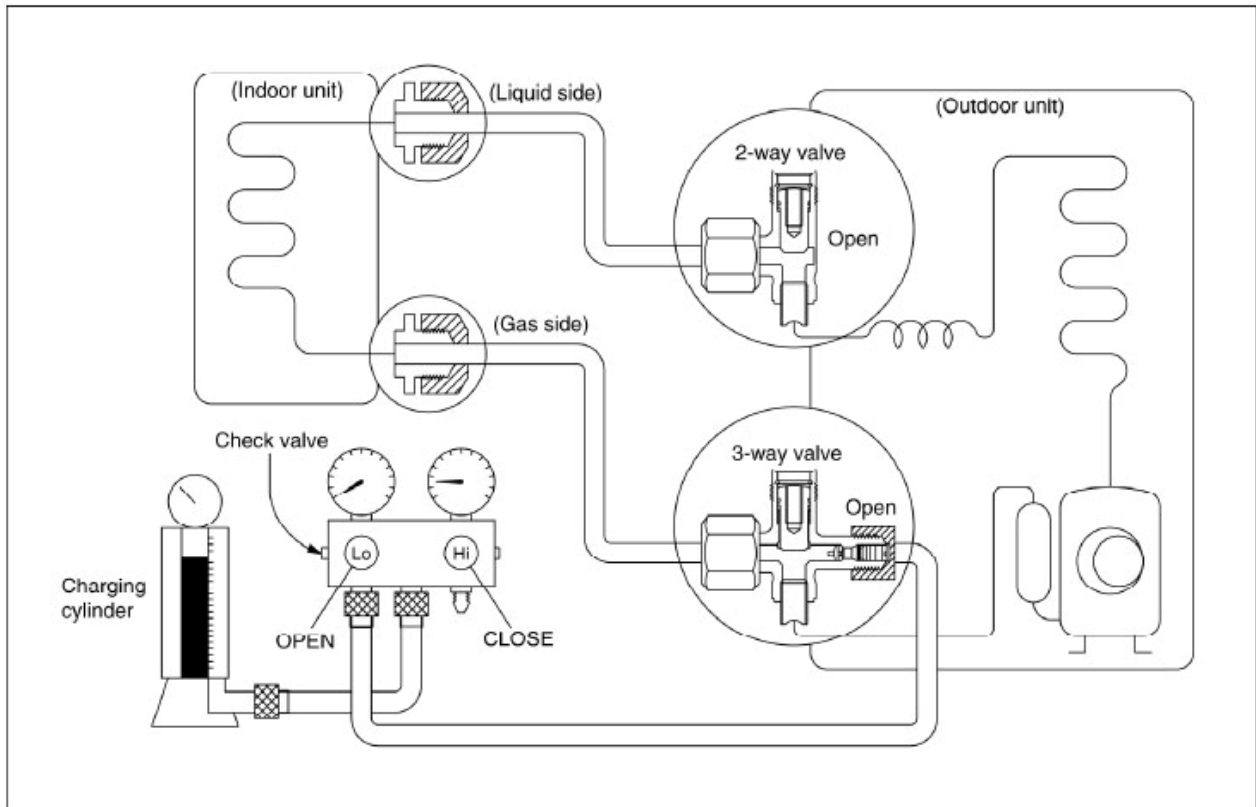 (Indoor unit)
(Liquid side)
(Outdoor unit)
2-way valve
Open
(Gas side)
3-way valve
Open
Check valve
Lo
Hi
Charging
cylinder
OPEN
CLOSE